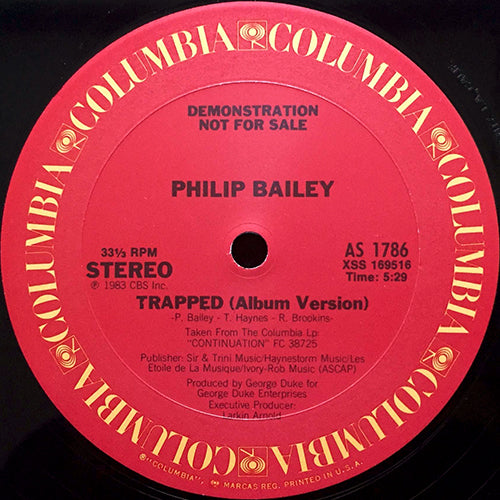 COLUMBIA COLUMBIA COLUMBIA COLUMBIA COLUMBIA COLUMBIA
DEMONSTRATION
NOT FOR SALE
PHILIP BAILEY
33⅓ RPM
STEREO
℗ 1983 CBS Inc.
AS 1786
XSS 169516
Time: 5:29
TRAPPED (Album Version)
-P. Bailey - T. Haynes - R. Brookins-
Taken From The Columbia Lp:
"CONTINUATION" FC 38725
Publisher: Sir & Trini Music/Haynestorm Music/Les
Etoile de La Musique/Ivory-Rob Music (ASCAP)
Produced by George Duke for
George Duke Enterprises
Executive Producer:
Larkin Arnold
®"COLUMBIA", MARCAS REG. PRINTED IN U.S.A.